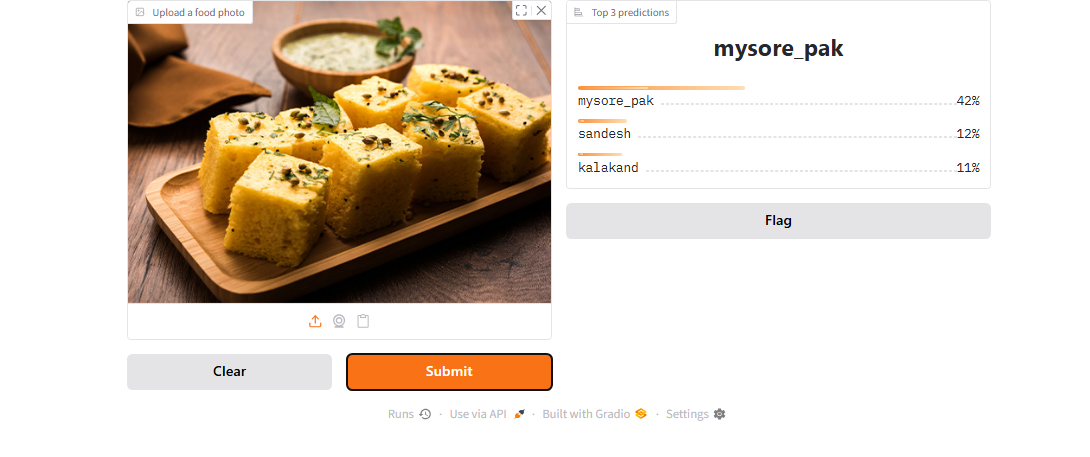 Upload a food photo
Top 3 predictions
mysore_pak
mysore_pak 42%
sandesh 12%
kalakand 11%
Flag
Clear
Submit
Runs · Use via API · Built with Gradio · Settings